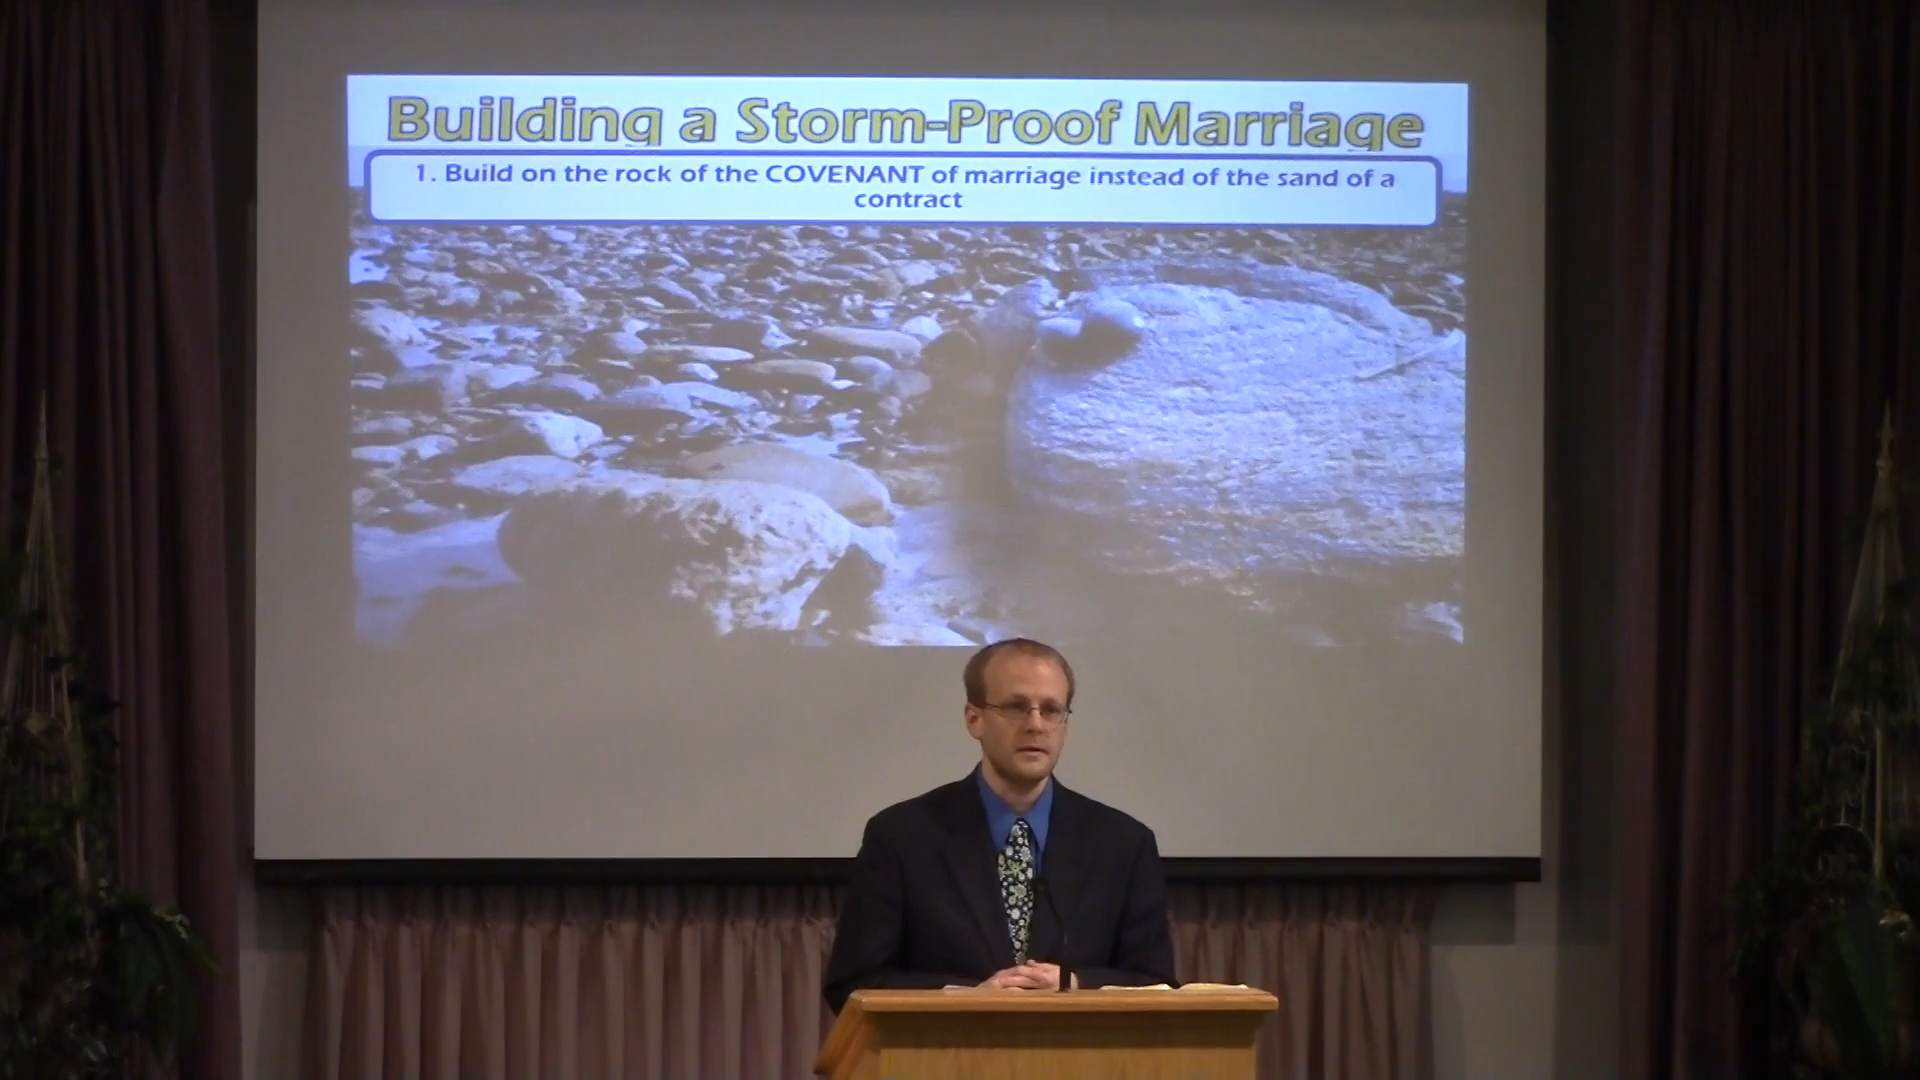 Building a Storm-Proof Marriage
1. Build on the rock of the COVENANT of marriage instead of the sand of a
contract